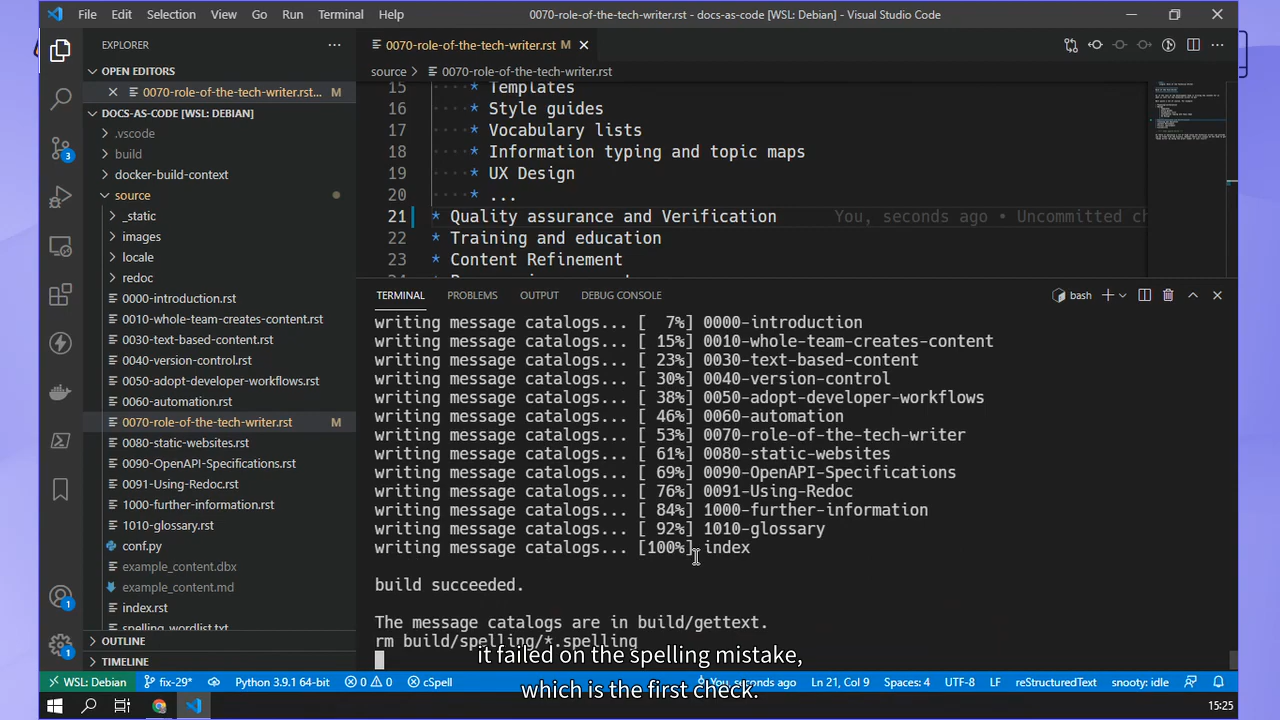 File Edit Selection View Go Run Terminal Help 0070-role-of-the-tech-writer.rst - docs-as-code [WSL: Debian] - Visual Studio Code
EXPLORER
0070-role-of-the-tech-writer.rst M
OPEN EDITORS
source > 0070-role-of-the-tech-writer.rst
0070-role-of-the-tech-writer.rst... M
DOCS-AS-CODE [WSL: DEBIAN]
.vscode
build
docker-build-context
source
_static
images
locale
redoc
0000-introduction.rst
0010-whole-team-creates-content.rst
0030-text-based-content.rst
0040-version-control.rst
0050-adopt-developer-workflows.rst
0060-automation.rst
0070-role-of-the-tech-writer.rst M
0080-static-websites.rst
0090-OpenAPI-Specifications.rst
0091-Using-Redoc.rst
1000-further-information.rst
1010-glossary.rst
conf.py
example_content.dbx
example_content.md
index.rst
spelling_wordlist.txt
OUTLINE
TIMELINE
3
1
1
15 * Templates
16 * Style guides
17 * Vocabulary lists
18 * Information typing and topic maps
19 * UX Design
20 * ...
21 * Quality assurance and Verification You, seconds ago • Uncommitted ch
22 * Training and education
23 * Content Refinement
TERMINAL PROBLEMS OUTPUT DEBUG CONSOLE bash
writing message catalogs... [ 7%] 0000-introduction
writing message catalogs... [ 15%] 0010-whole-team-creates-content
writing message catalogs... [ 23%] 0030-text-based-content
writing message catalogs... [ 30%] 0040-version-control
writing message catalogs... [ 38%] 0050-adopt-developer-workflows
writing message catalogs... [ 46%] 0060-automation
writing message catalogs... [ 53%] 0070-role-of-the-tech-writer
writing message catalogs... [ 61%] 0080-static-websites
writing message catalogs... [ 69%] 0090-OpenAPI-Specifications
writing message catalogs... [ 76%] 0091-Using-Redoc
writing message catalogs... [ 84%] 1000-further-information
writing message catalogs... [ 92%] 1010-glossary
writing message catalogs... [100%] index
build succeeded.
The message catalogs are in build/gettext.
rm build/spelling/*.spelling
it failed on the spelling mistake,
which is the first check.
WSL: Debian fix-29* Python 3.9.1 64-bit 0 0 cSpell You, seconds ago Ln 21, Col 9 Spaces: 4 UTF-8 LF reStructuredText snooty: idle
15:25